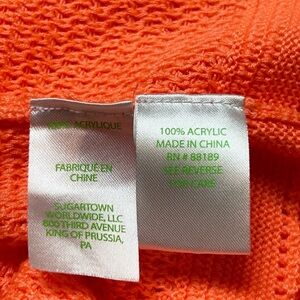 100% ACRYLIQUE
FABRIQUÉ EN
CHINE
SUGARTOWN
WORLDWIDE, LLC
800 THIRD AVENUE
KING OF PRUSSIA,
PA
100% ACRYLIC
MADE IN CHINA
RN # 88189
SEE REVERSE
FOR CARE